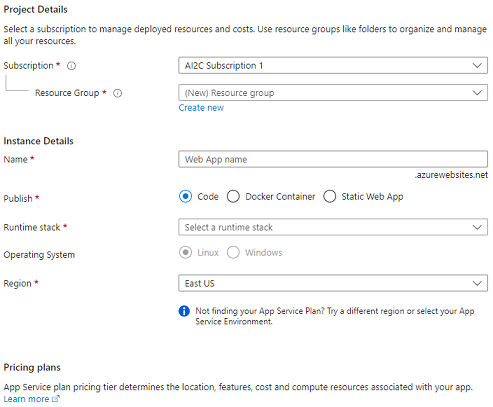 Project Details
Select a subscription to manage deployed resources and costs. Use resource groups like folders to organize and manage
all your resources.
Subscription *
AI2C Subscription 1
Resource Group *
(New) Resource group
Create new
Instance Details
Name *
Web App name
.azurewebsites.net
Publish *
Code Docker Container Static Web App
Runtime stack *
Select a runtime stack
Operating System
Linux Windows
Region *
East US
Not finding your App Service Plan? Try a different region or select your App
Service Environment.
Pricing plans
App Service plan pricing tier determines the location, features, cost and compute resources associated with your app.
Learn more